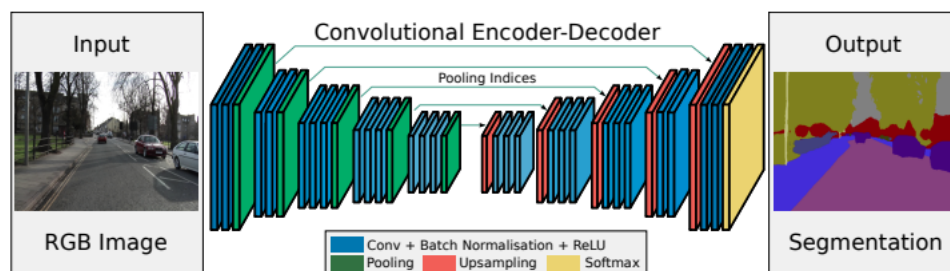 Input
RGB Image
Convolutional Encoder-Decoder
Pooling Indices
Conv + Batch Normalisation + ReLU
Pooling Upsampling Softmax
Output
Segmentation